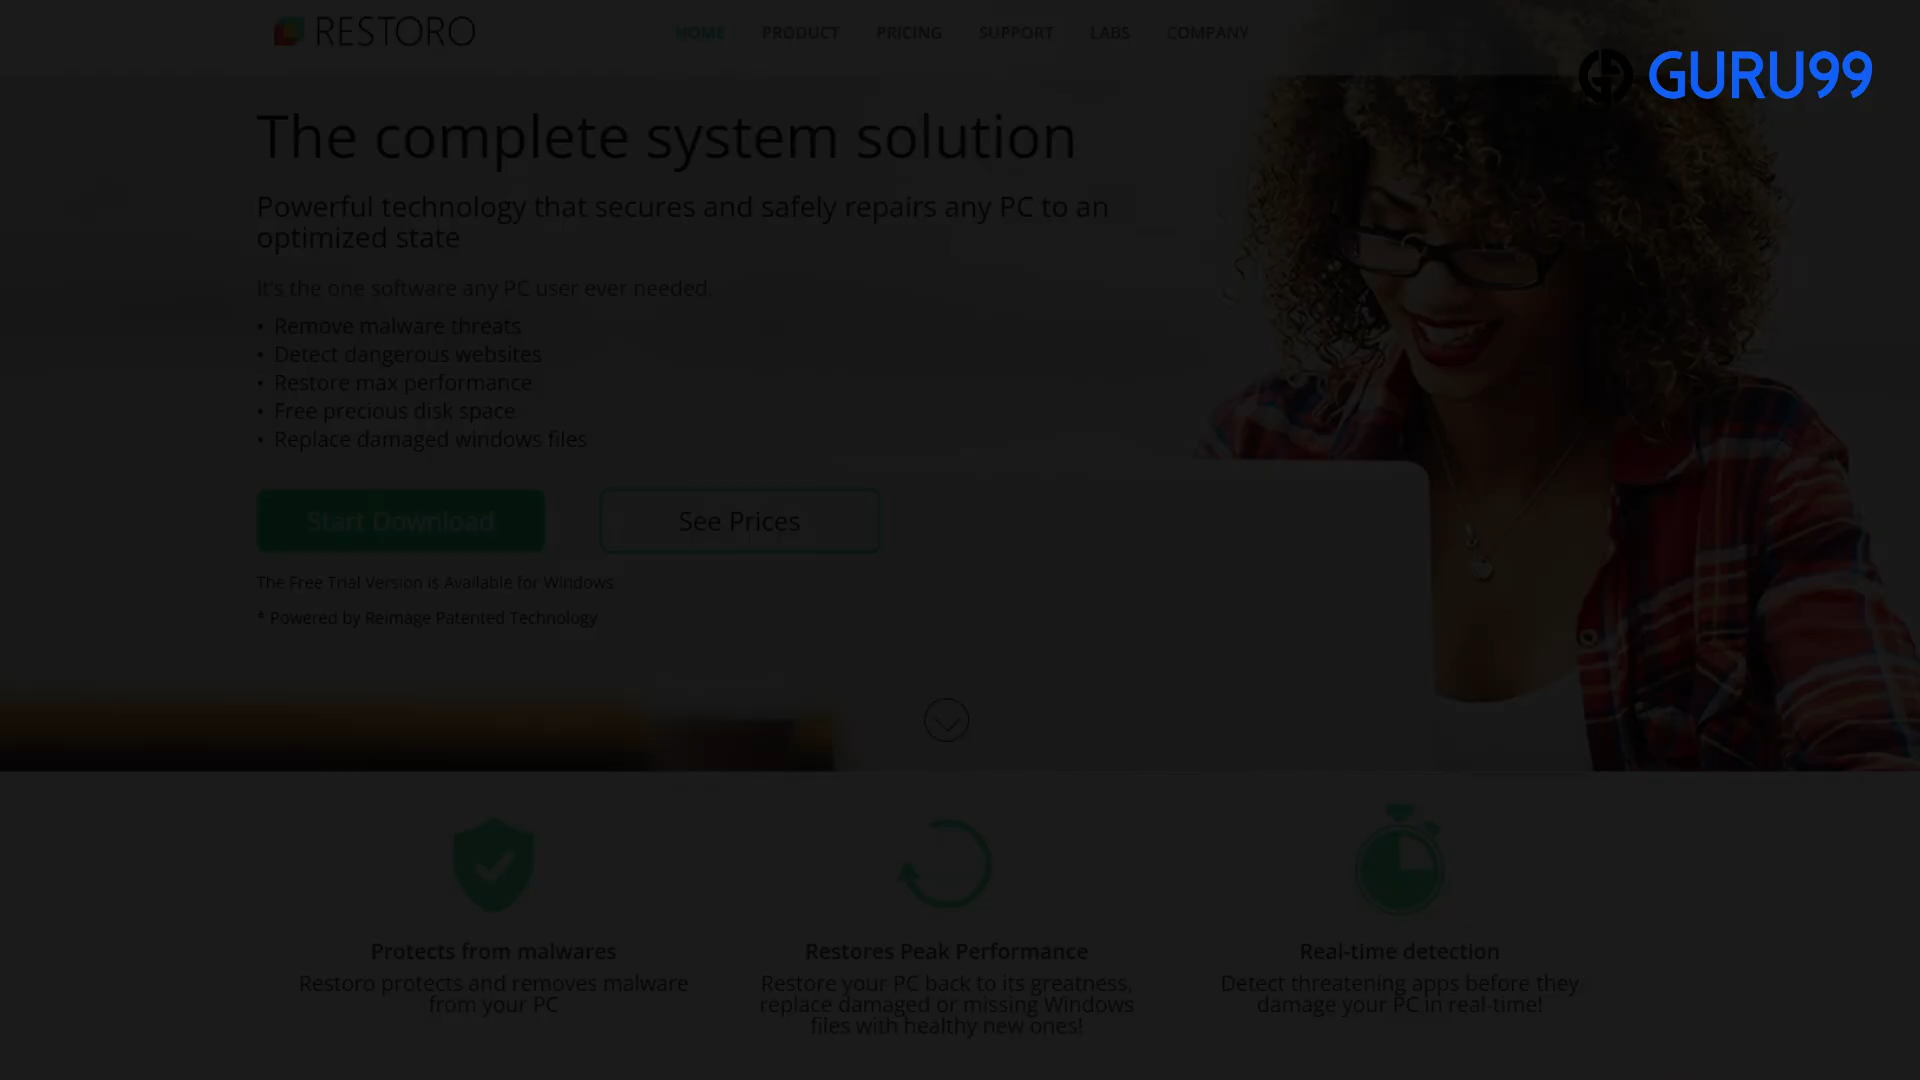 RESTORO
HOME PRODUCT PRICING SUPPORT LABS COMPANY
GURU99
The complete system solution
Powerful technology that secures and safely repairs any PC to an
optimized state
It's the one software any PC user ever needed.
• Remove malware threats
• Detect dangerous websites
• Restore max performance
• Free precious disk space
• Replace damaged windows files
Start Download
See Prices
The Free Trial Version is Available for Windows
* Powered by Reimage Patented Technology
Protects from malwares
Restoro protects and removes malware
from your PC
Restores Peak Performance
Restore your PC back to its greatness,
replace damaged or missing Windows
files with healthy new ones!
Real-time detection
Detect threatening apps before they
damage your PC in real-time!